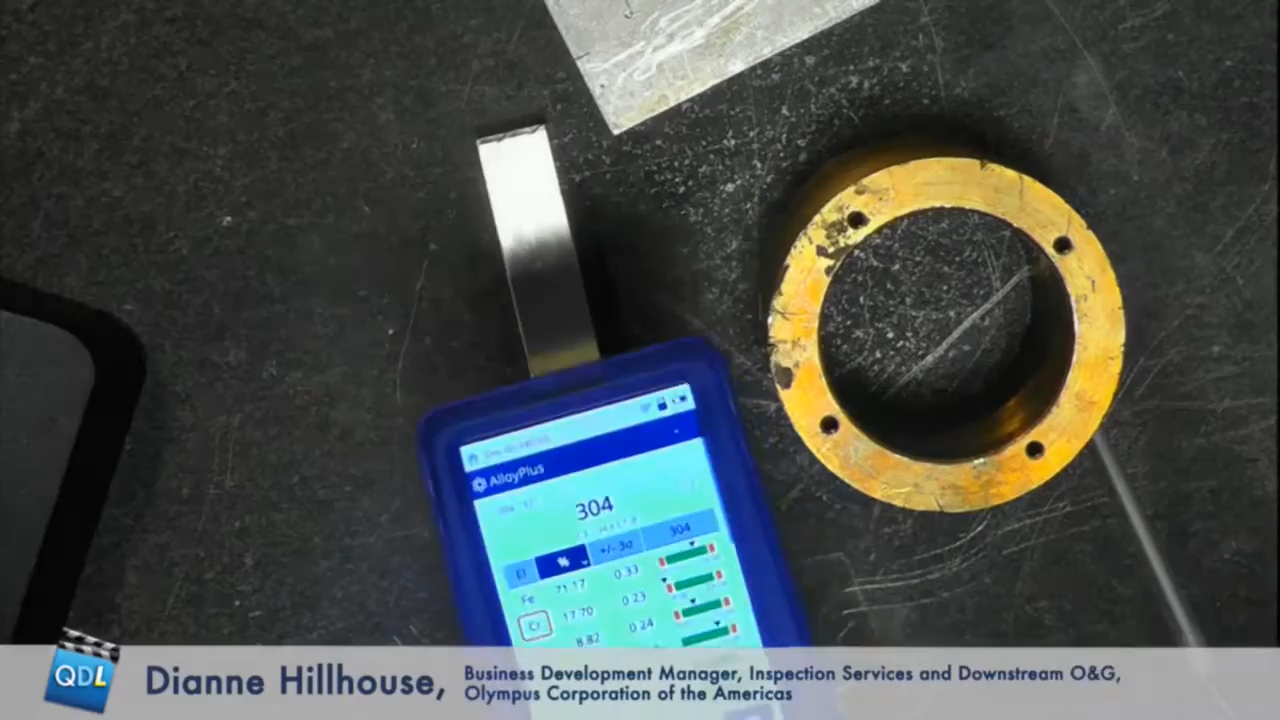 AlloyPlus
304
El % +/- 3σ 304
Fe 71.17 0.33
Cr 17.70 0.23
8.82 0.24
QDL
Dianne Hillhouse,
Business Development Manager, Inspection Services and Downstream O&G,
Olympus Corporation of the Americas